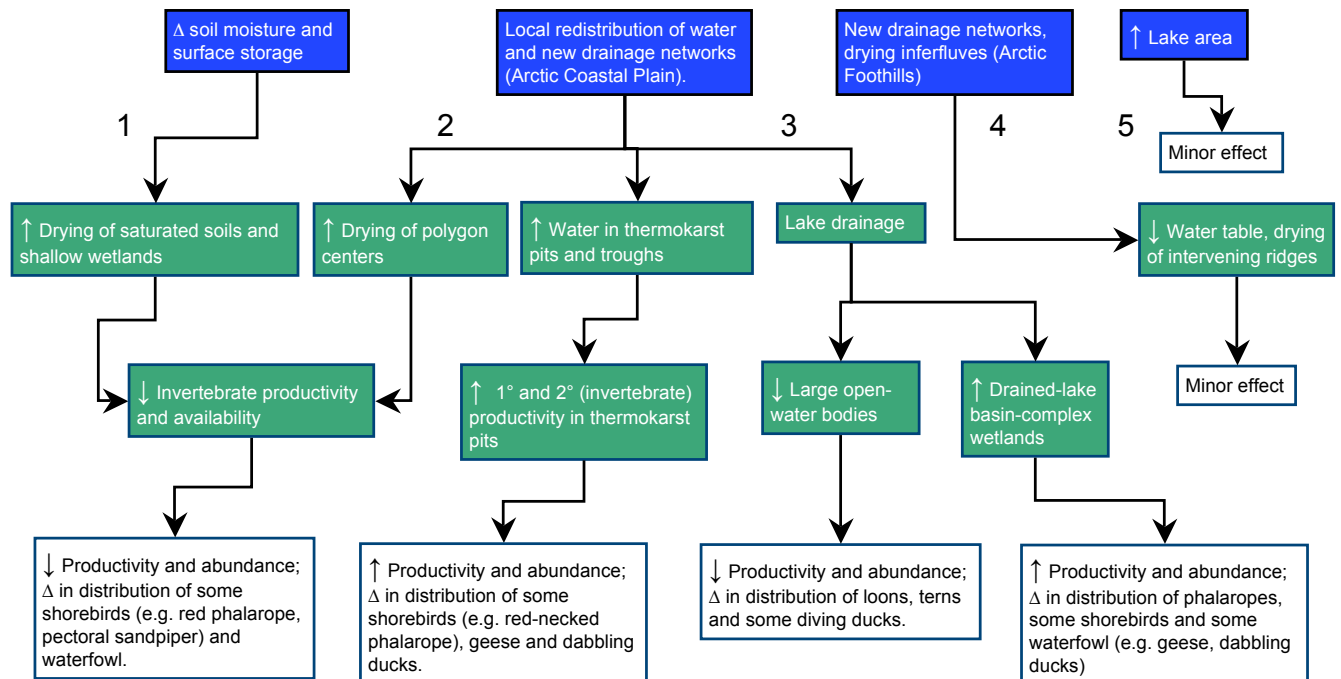 Δ soil moisture and
surface storage
Local redistribution of water
and new drainage networks
(Arctic Coastal Plain).
New drainage networks,
drying inferfluves (Arctic
Foothills)
↑ Lake area
1
2
3
4
5
Minor effect
↑ Drying of saturated soils and
shallow wetlands
↑ Drying of polygon
centers
↑ Water in thermokarst
pits and troughs
Lake drainage
↓ Water table, drying
of intervening ridges
↓ Invertebrate productivity
and availability
↑ 1° and 2° (invertebrate)
productivity in thermokarst
pits
↓ Large open-
water bodies
↑ Drained-lake
basin-complex
wetlands
Minor effect
↓ Productivity and abundance;
Δ in distribution of some
shorebirds (e.g. red phalarope,
pectoral sandpiper) and
waterfowl.
↑ Productivity and abundance;
Δ in distribution of some
shorebirds (e.g. red-necked
phalarope), geese and dabbling
ducks.
↓ Productivity and abundance;
Δ in distribution of loons, terns
and some diving ducks.
↑ Productivity and abundance;
Δ in distribution of phalaropes,
some shorebirds and some
waterfowl (e.g. geese, dabbling
ducks)